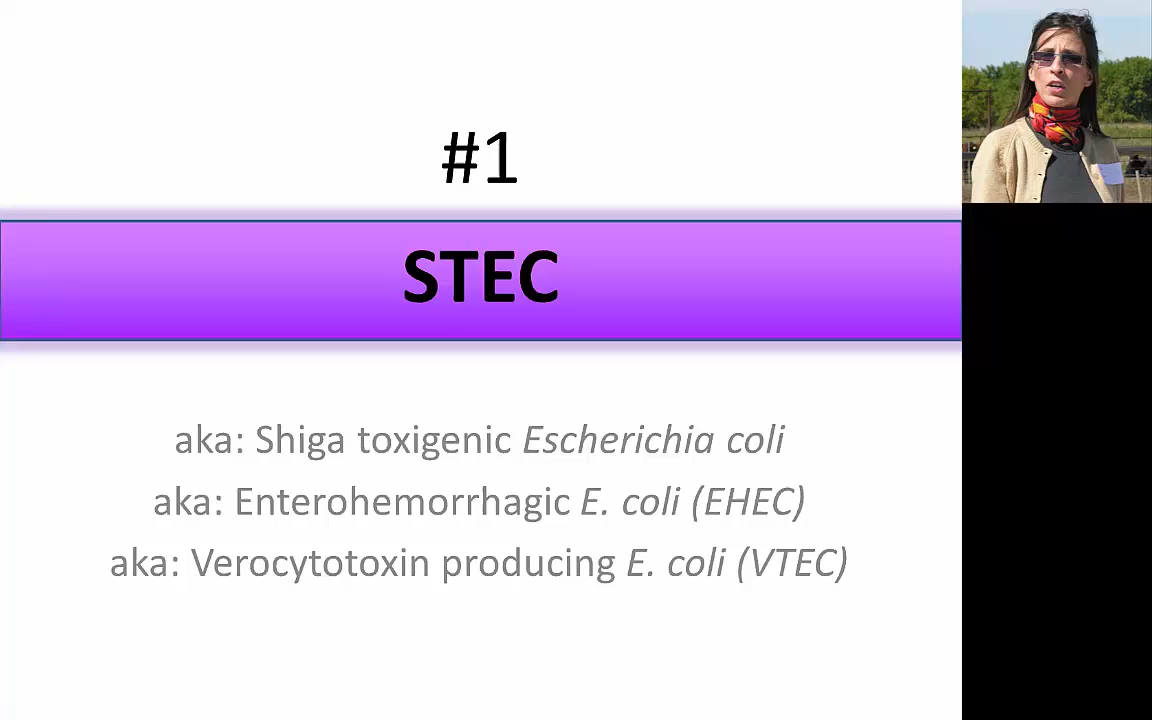 #1
STEC
aka: Shiga toxigenic Escherichia coli
aka: Enterohemorrhagic E. coli (EHEC)
aka: Verocytotoxin producing E. coli (VTEC)